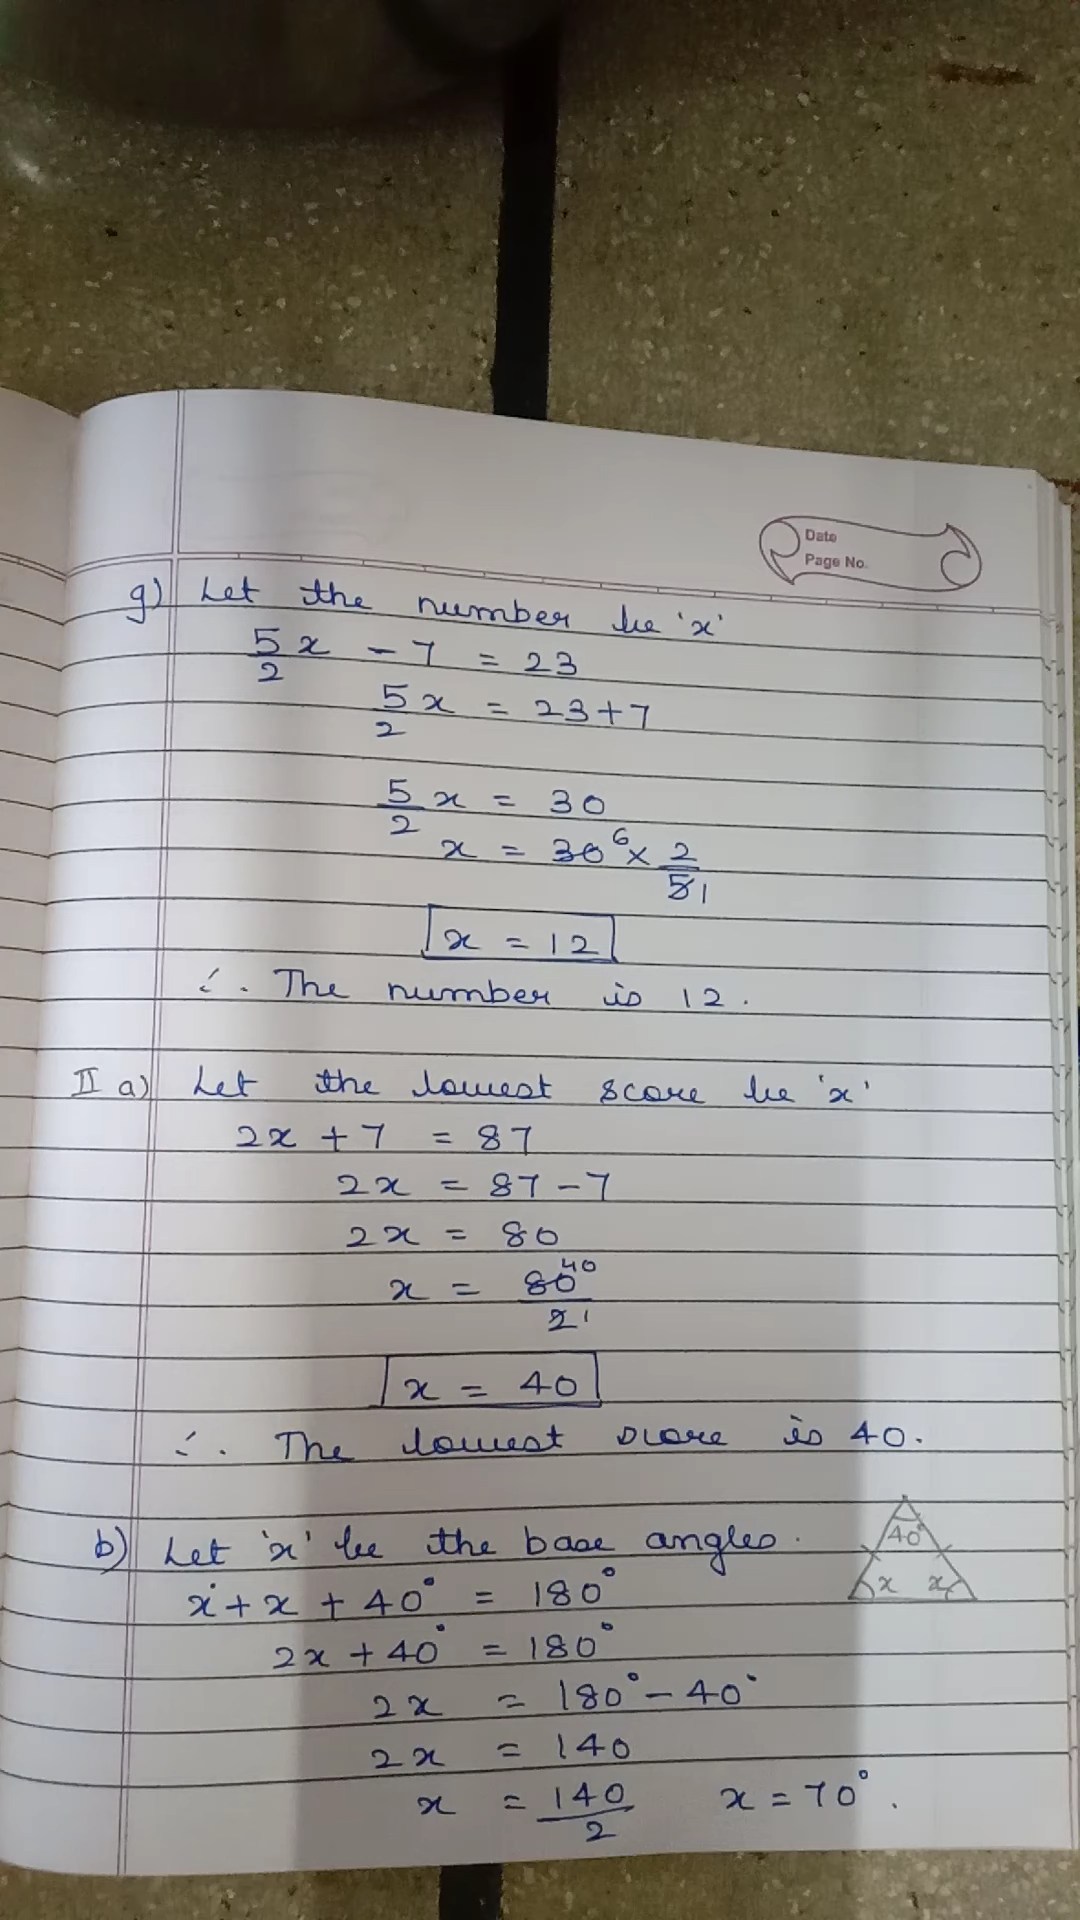 Date
Page No.
g) Let the number be 'x'
5/2 x - 7 = 23
5/2 x = 23+7
5/2 x = 30
x = 30 6 × 2/5 1
x = 12
∴ The number is 12.
II a) Let the lowest score be 'x'
2x + 7 = 87
2x = 87 - 7
2x = 80
x = 80 40/2 1
x = 40
∴ The lowest score is 40.
40°
x x
b) Let 'x' be the base angles.
x + x + 40° = 180°
2x + 40° = 180°
2x = 180° - 40°
2x = 140
x = 140/2 x = 70°.